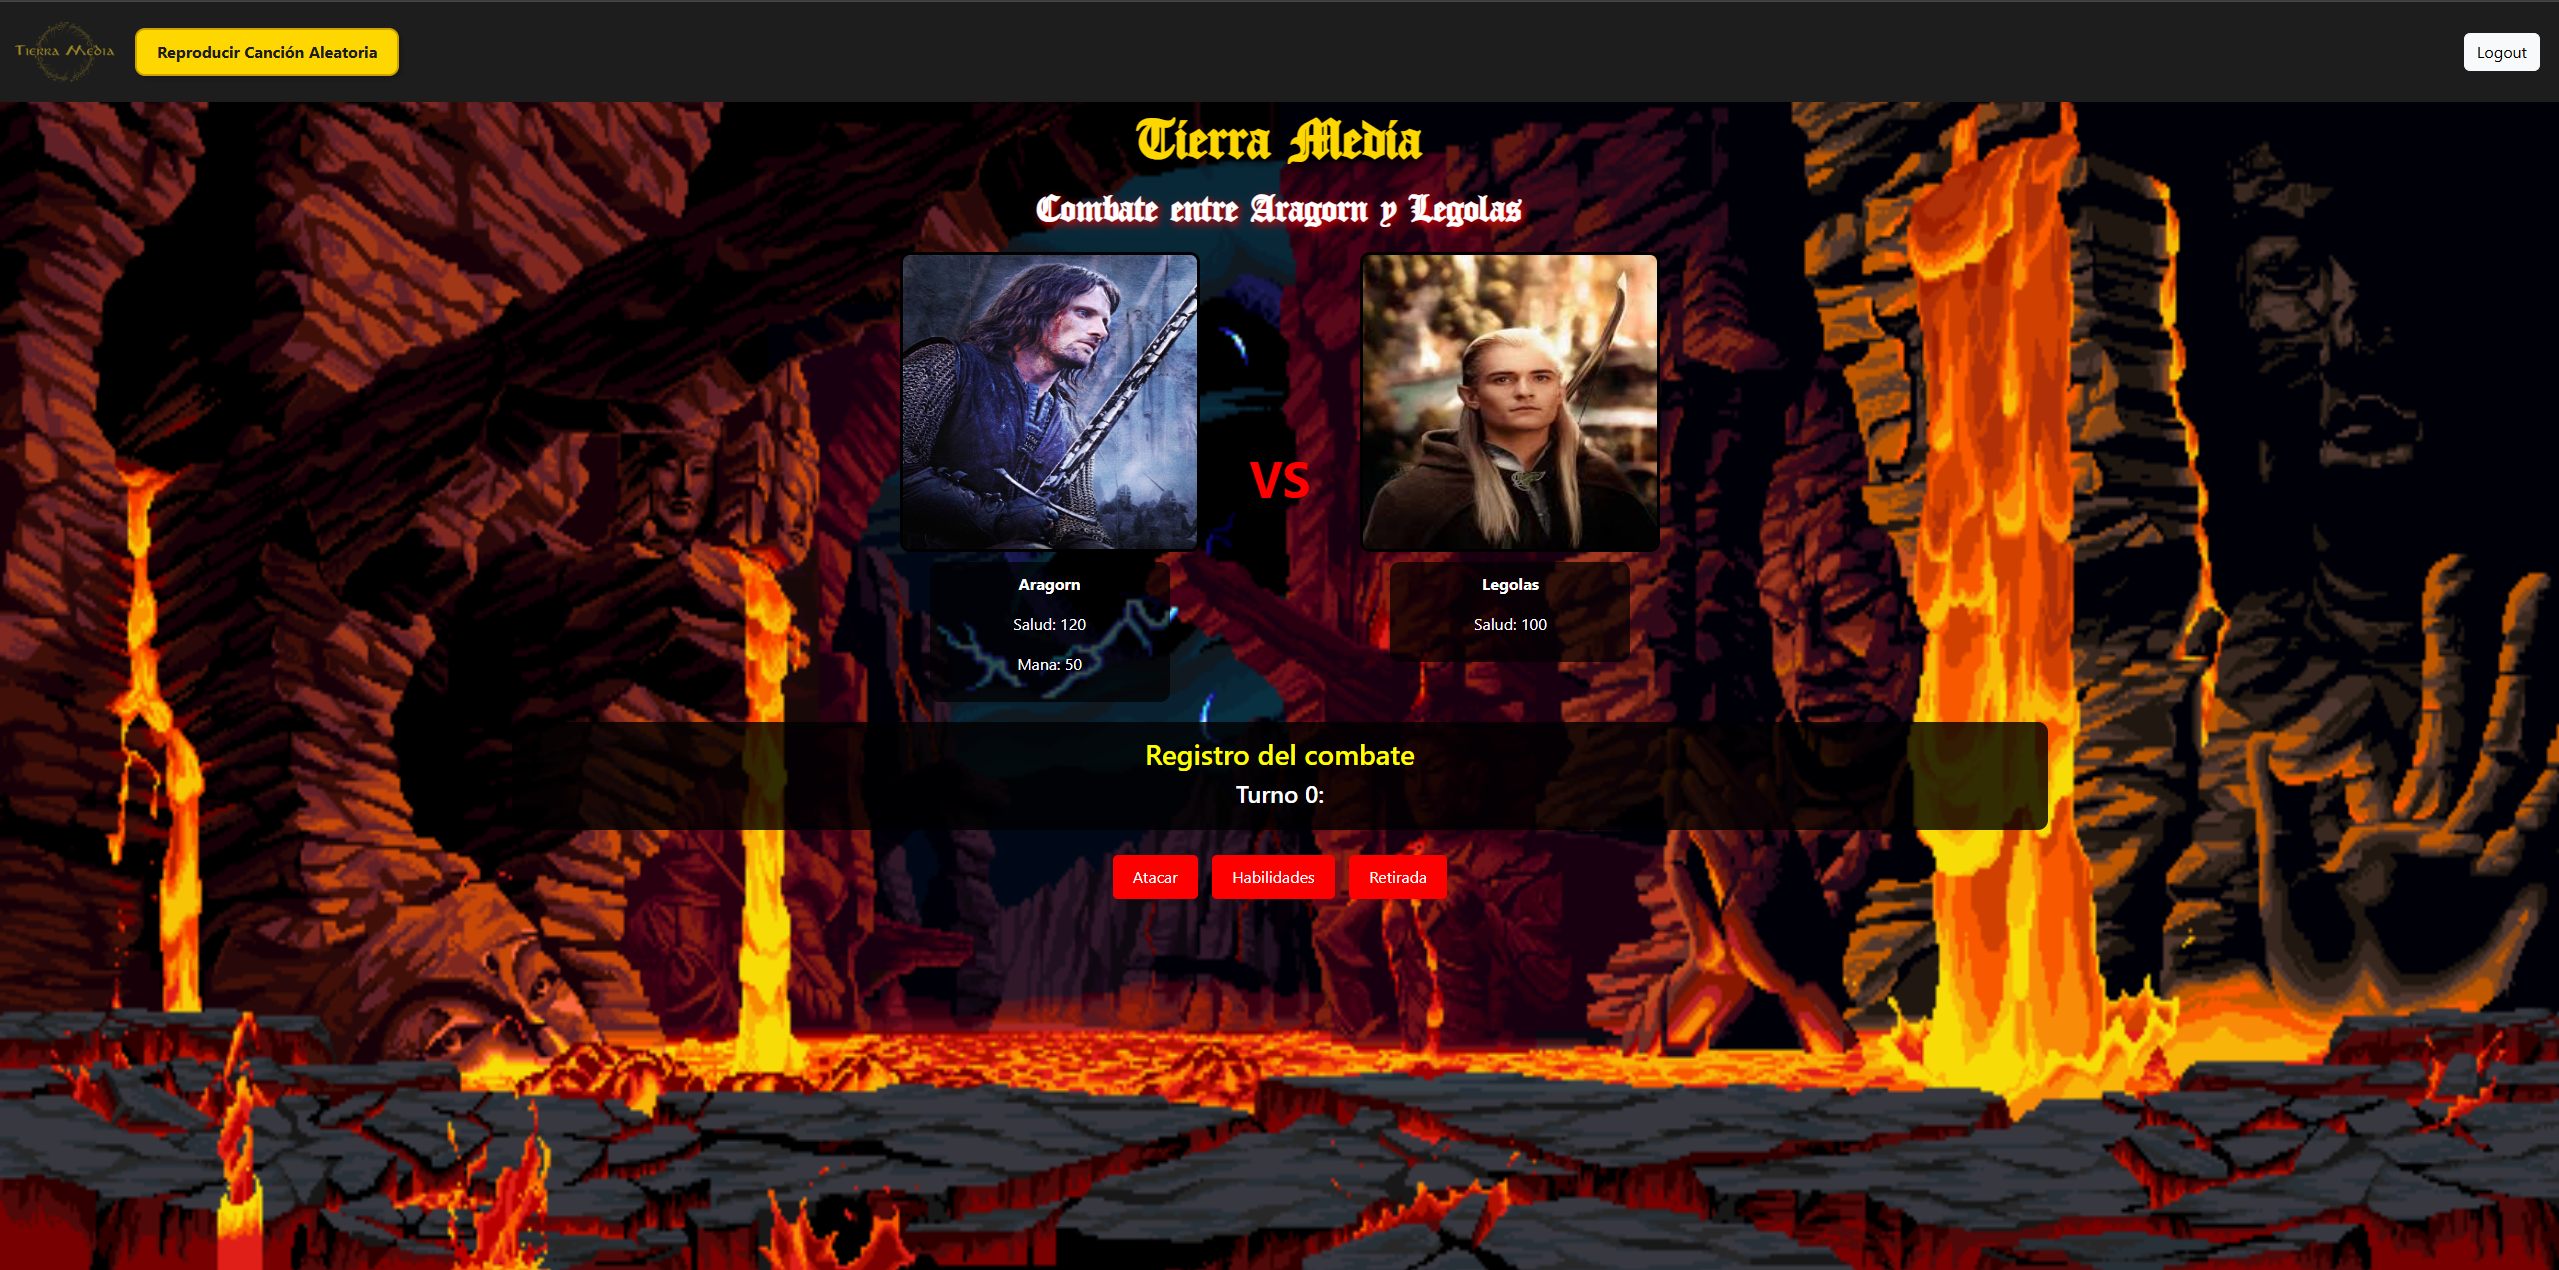 TIERRA MEDIA
Reproducir Canción Aleatoria
Logout
Tierra Media
Combate entre Aragorn y Legolas
VS
Aragorn
Salud: 120
Mana: 50
Legolas
Salud: 100
Registro del combate
Turno 0:
Atacar
Habilidades
Retirada